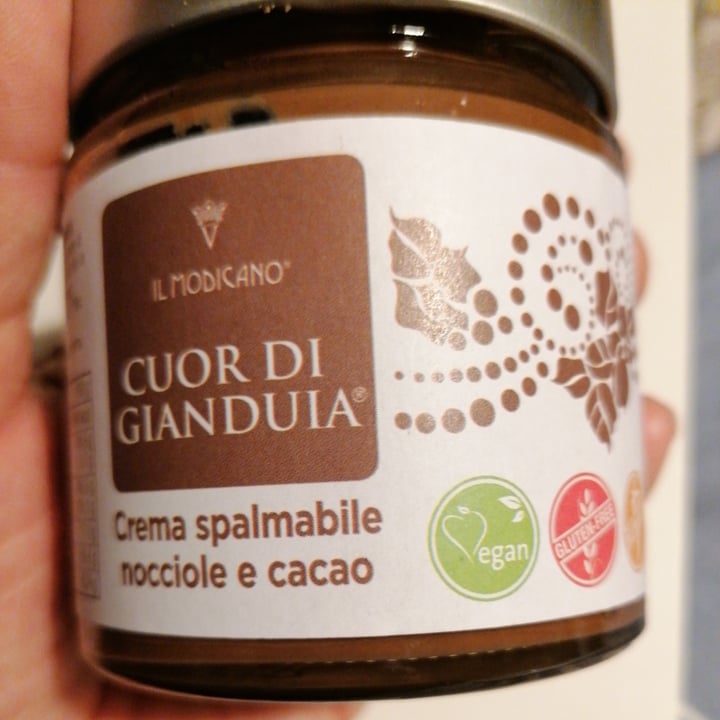 IL MODICANO®
CUOR DI
GIANDUIA®
Crema spalmabile
nocciole e cacao
Vegan
GLUTEN-FREE